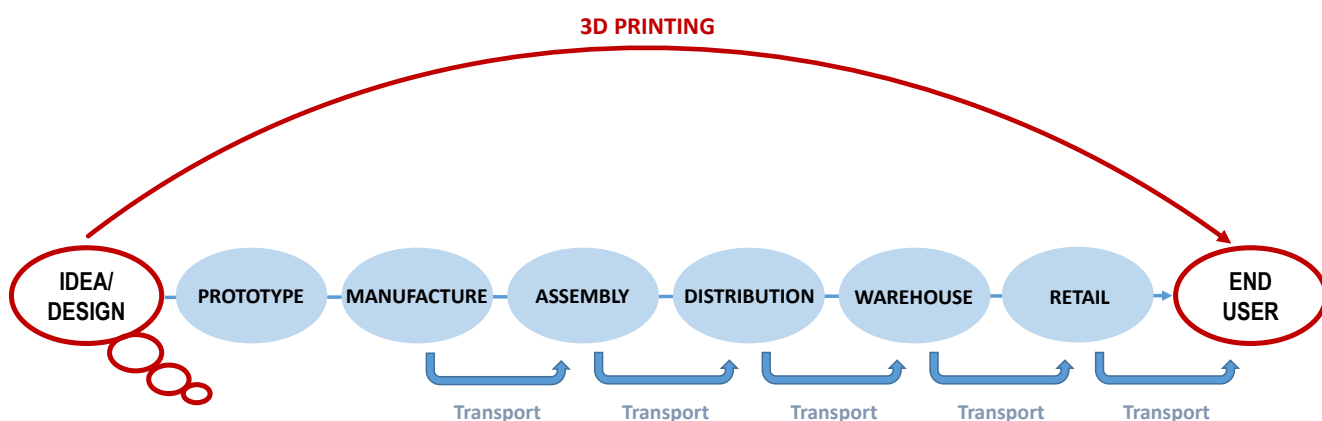 3D PRINTING
IDEA/
DESIGN
PROTOTYPE
MANUFACTURE
ASSEMBLY
DISTRIBUTION
WAREHOUSE
RETAIL
END
USER
Transport
Transport
Transport
Transport
Transport